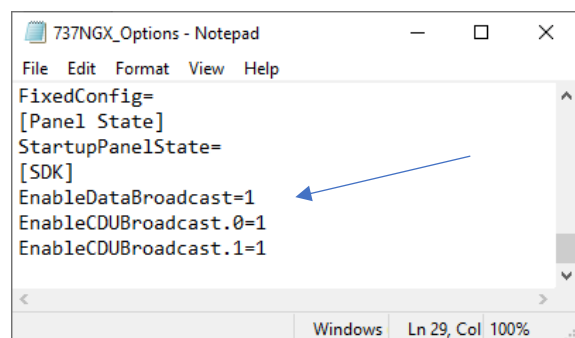 737NGX_Options - Notepad
File Edit Format View Help
FixedConfig=
[Panel State]
StartupPanelState=
[SDK]
EnableDataBroadcast=1
EnableCDUBroadcast.0=1
EnableCDUBroadcast.1=1
Windows Ln 29, Col 100%